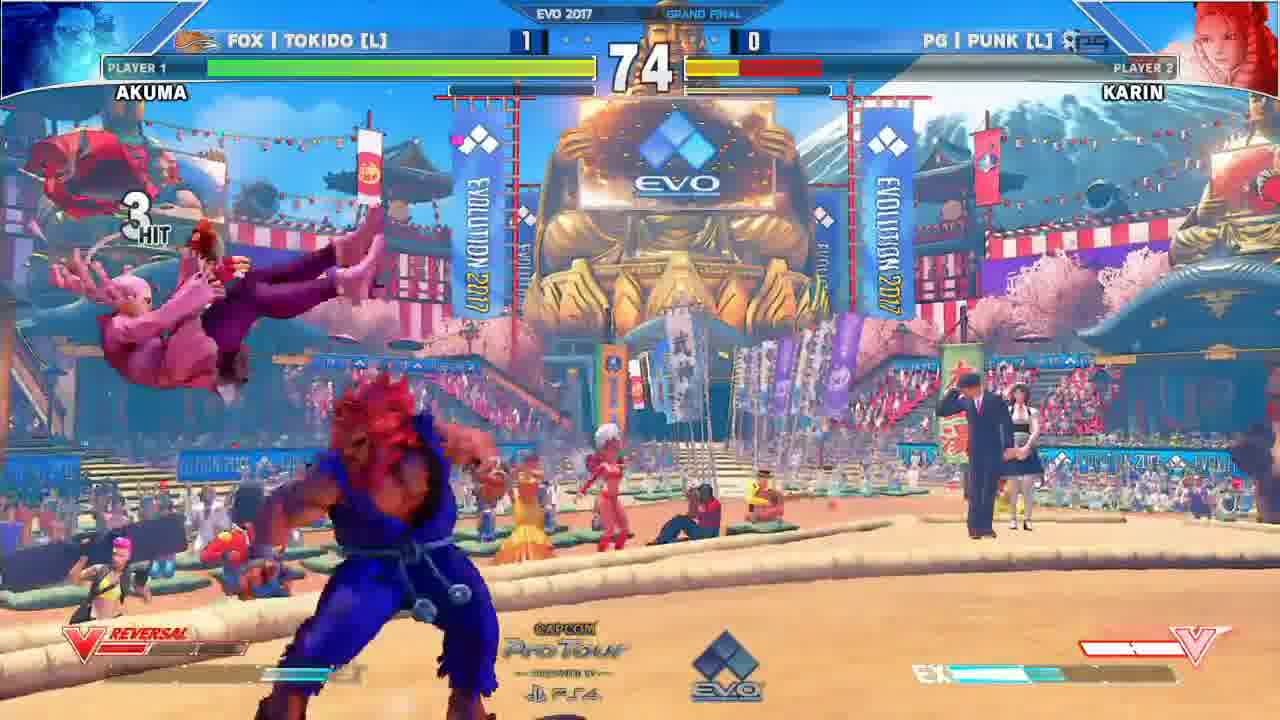 EVO 2017 GRAND FINAL
FOX | TOKIDO [L] 1 74 0 PG | PUNK [L]
PLAYER 1 PLAYER 2
AKUMA KARIN
EVO
EVOLUTION 2017
EVOLUTION 2017
3 HIT
REVERSAL
V
V
EX
CAPCOM
Pro Tour
PS4
EVO